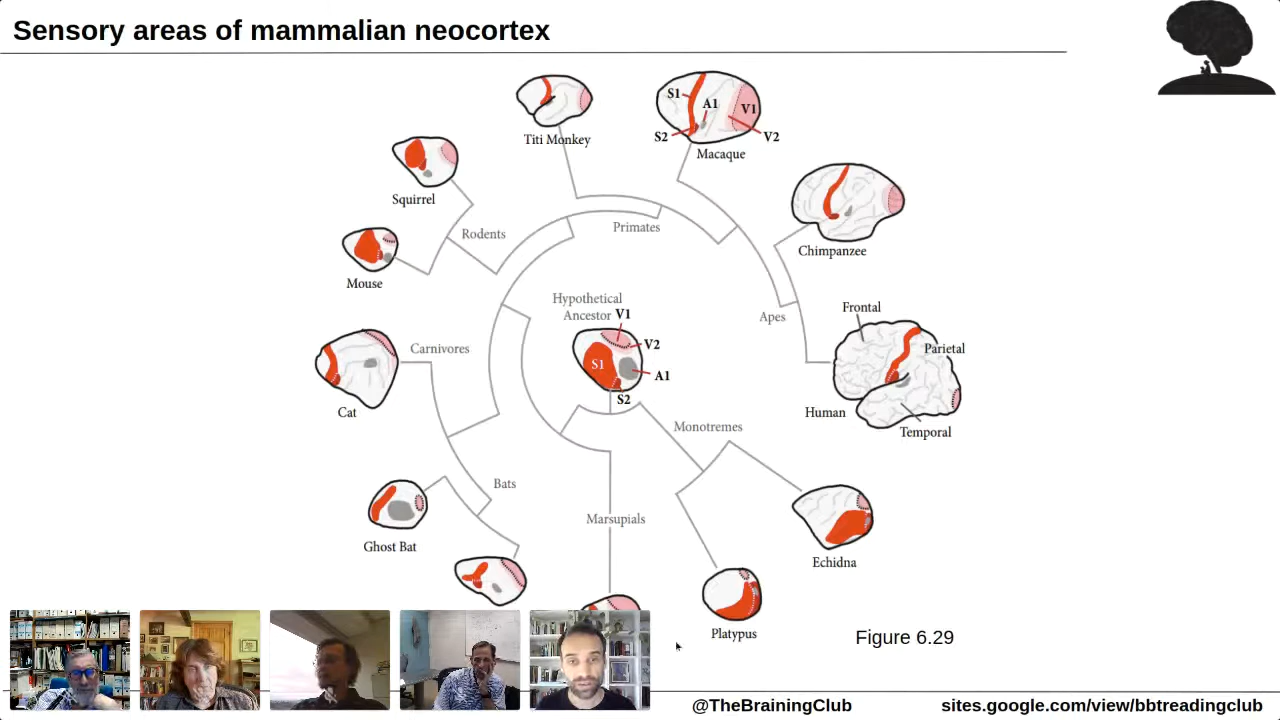 Sensory areas of mammalian neocortex
Titi Monkey
S1
A1
V1
S2
V2
Macaque
Squirrel
Rodents
Primates
Chimpanzee
Mouse
Hypothetical
Ancestor
V1
V2
S1
A1
S2
Apes
Frontal
Parietal
Human
Temporal
Carnivores
Cat
Monotremes
Bats
Marsupials
Ghost Bat
Echidna
Platypus
Figure 6.29
@TheBrainingClub
sites.google.com/view/bbtreadingclub